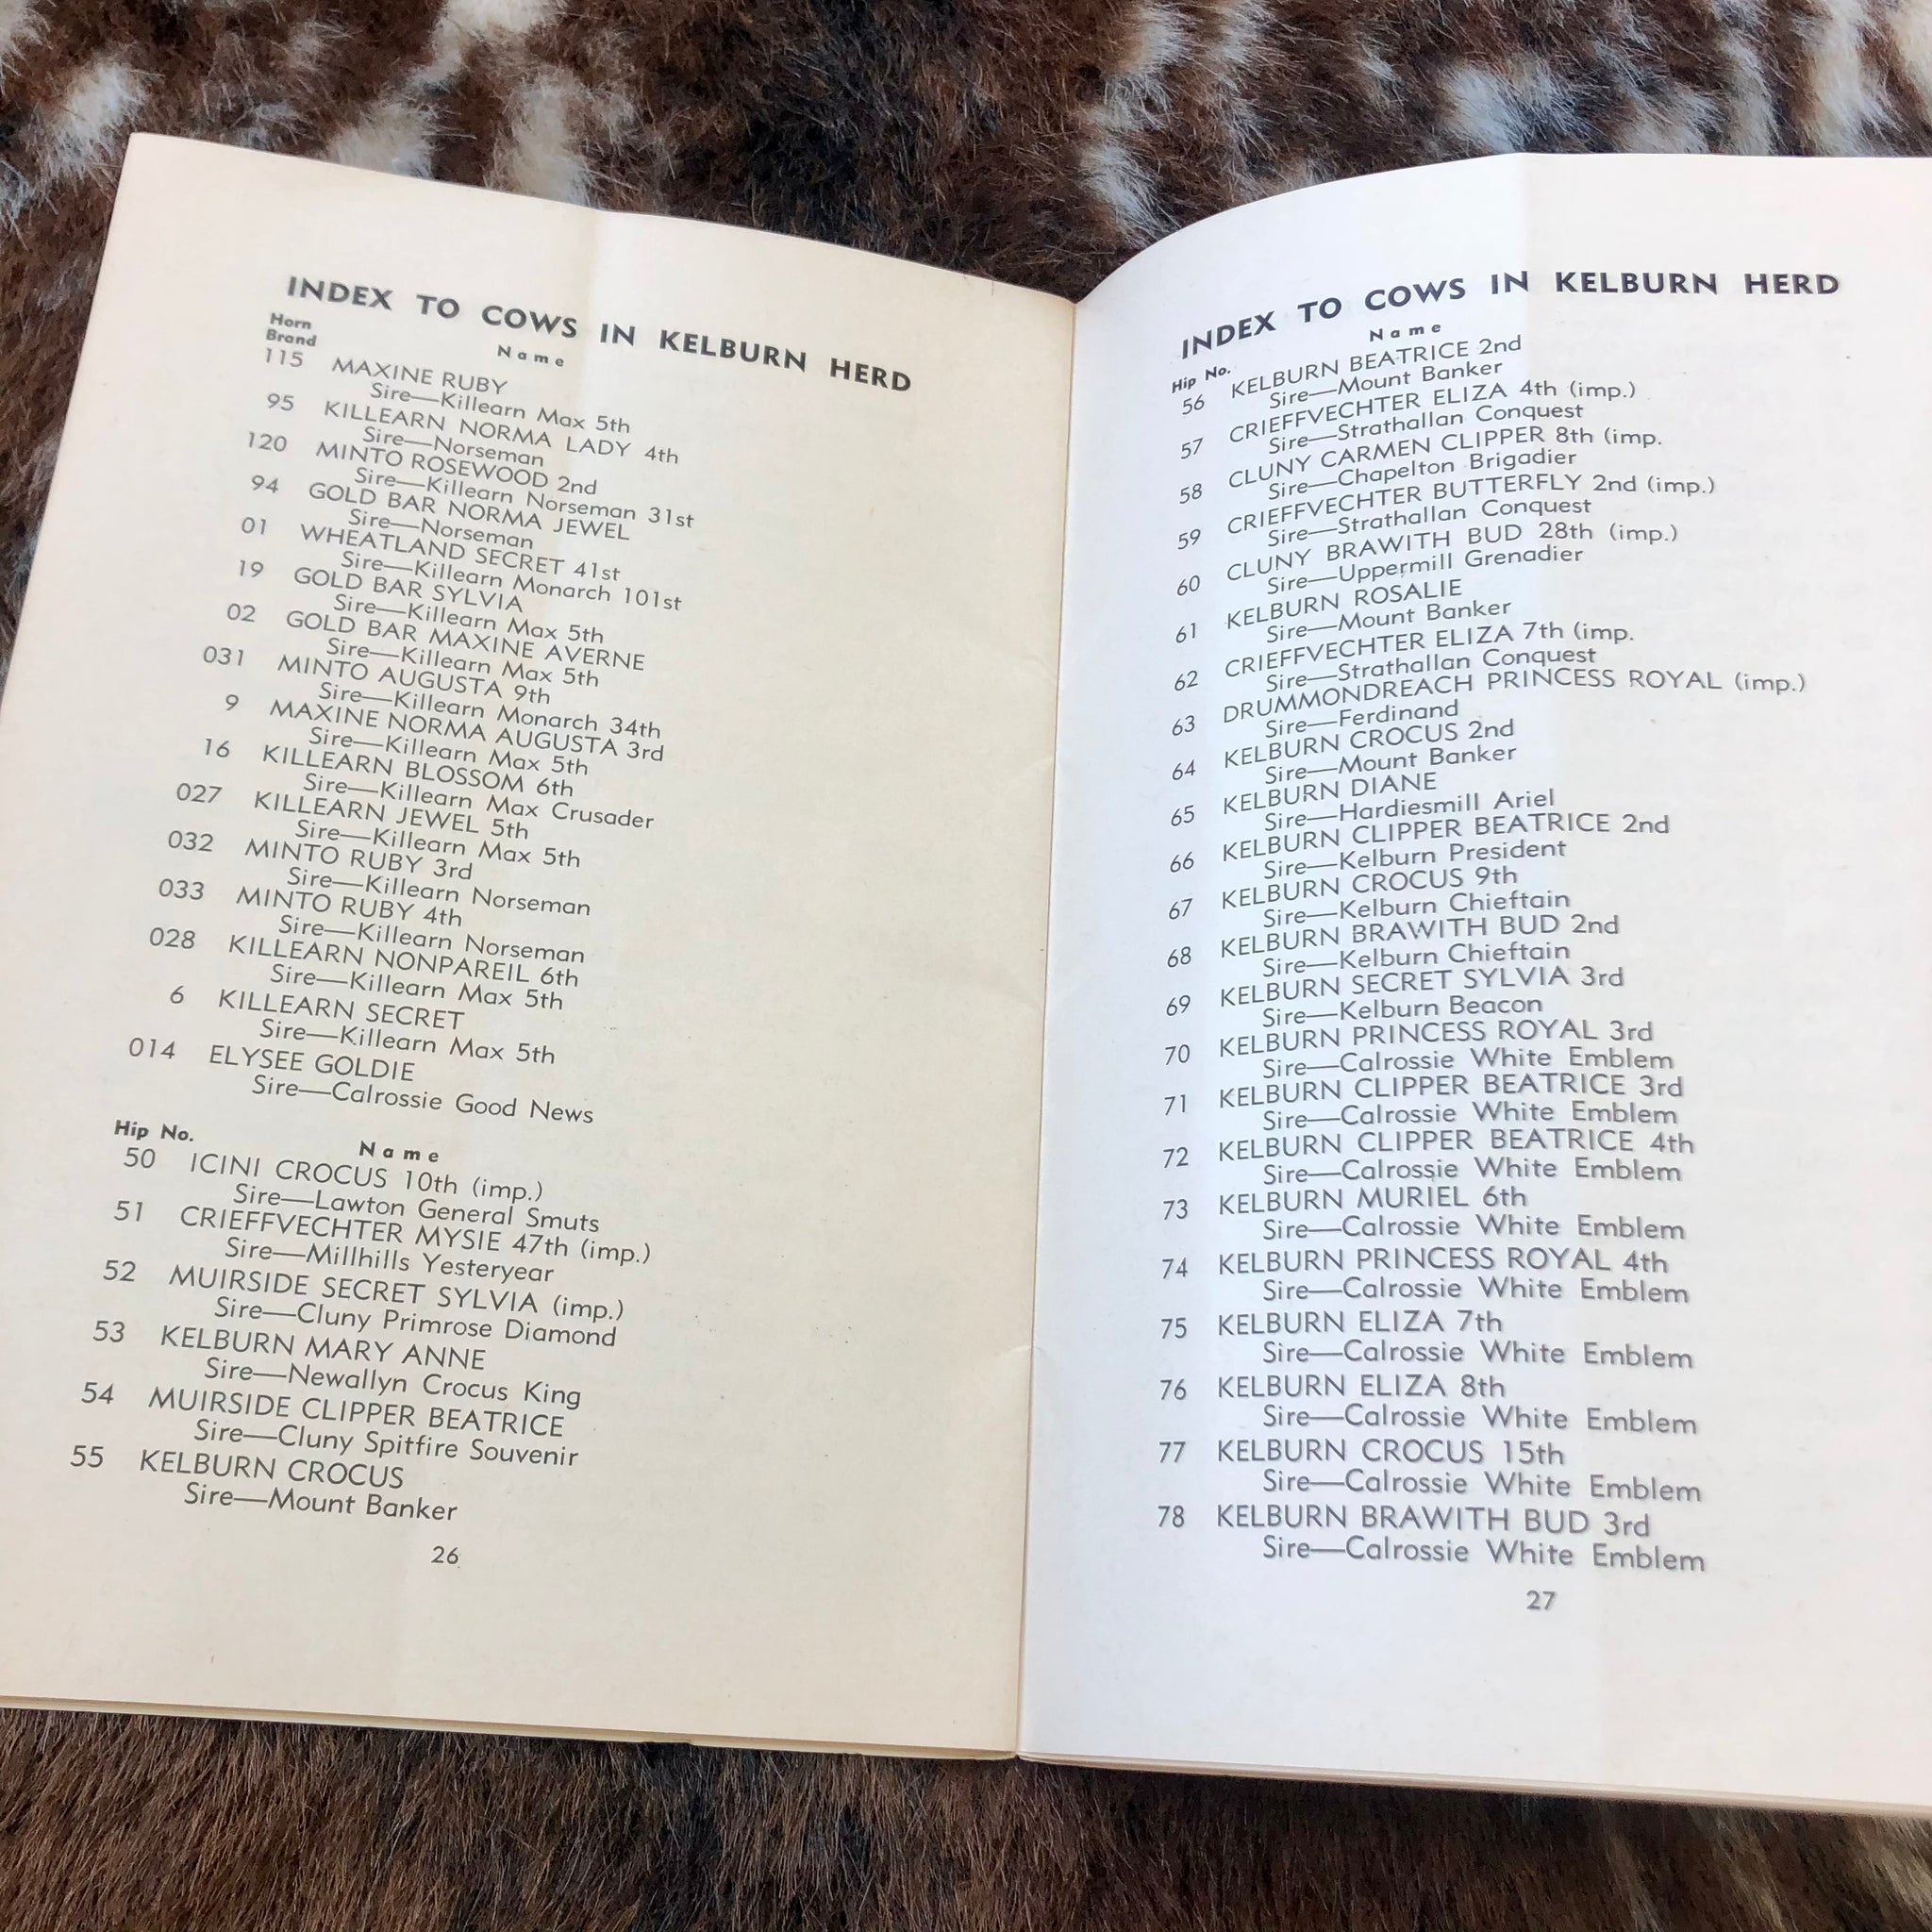 INDEX TO COWS IN KELBURN HERD
Horn
Brand
Name
115 MAXINE RUBY
Sire—Killearn Max 5th
95 KILLEARN NORMA LADY 4th
Sire—Norseman
120 MINTO ROSEWOOD 2nd
Sire—Killearn Norseman 31st
94 GOLD BAR NORMA JEWEL
Sire—Norseman
01 WHEATLAND SECRET 41st
Sire—Killearn Monarch 101st
19 GOLD BAR SYLVIA
Sire—Killearn Max 5th
02 GOLD BAR MAXINE AVERNE
Sire—Killearn Max 5th
031 MINTO AUGUSTA 9th
Sire—Killearn Monarch 34th
9 MAXINE NORMA AUGUSTA 3rd
Sire—Killearn Max 5th
16 KILLEARN BLOSSOM 6th
Sire—Killearn Max Crusader
027 KILLEARN JEWEL 5th
Sire—Killearn Max 5th
032 MINTO RUBY 3rd
Sire—Killearn Norseman
033 MINTO RUBY 4th
Sire—Killearn Norseman
028 KILLEARN NONPAREIL 6th
Sire—Killearn Max 5th
6 KILLEARN SECRET
Sire—Killearn Max 5th
014 ELYSEE GOLDIE
Sire—Calrossie Good News
Hip No. Name
50 ICINI CROCUS 10th (imp.)
Sire—Lawton General Smuts
51 CRIEFFVECHTER MYSIE 47th (imp.)
Sire—Millhills Yesteryear
52 MUIRSIDE SECRET SYLVIA (imp.)
Sire—Cluny Primrose Diamond
53 KELBURN MARY ANNE
Sire—Newallyn Crocus King
54 MUIRSIDE CLIPPER BEATRICE
Sire—Cluny Spitfire Souvenir
55 KELBURN CROCUS
Sire—Mount Banker
26
INDEX TO COWS IN KELBURN HERD
Hip No. Name
56 KELBURN BEATRICE 2nd
Sire—Mount Banker
57 CRIEFFVECHTER ELIZA 4th (imp.)
Sire—Strathallan Conquest
58 CLUNY CARMEN CLIPPER 8th (imp.
Sire—Chapelton Brigadier
59 CRIEFFVECHTER BUTTERFLY 2nd (imp.)
Sire—Strathallan Conquest
60 CLUNY BRAWITH BUD 28th (imp.)
Sire—Uppermill Grenadier
61 KELBURN ROSALIE
Sire—Mount Banker
62 CRIEFFVECHTER ELIZA 7th (imp.
Sire—Strathallan Conquest
63 DRUMMONDREACH PRINCESS ROYAL (imp.)
Sire—Ferdinand
64 KELBURN CROCUS 2nd
Sire—Mount Banker
65 KELBURN DIANE
Sire—Hardiesmill Ariel
66 KELBURN CLIPPER BEATRICE 2nd
Sire—Kelburn President
67 KELBURN CROCUS 9th
Sire—Kelburn Chieftain
68 KELBURN BRAWITH BUD 2nd
Sire—Kelburn Chieftain
69 KELBURN SECRET SYLVIA 3rd
Sire—Kelburn Beacon
70 KELBURN PRINCESS ROYAL 3rd
Sire—Calrossie White Emblem
71 KELBURN CLIPPER BEATRICE 3rd
Sire—Calrossie White Emblem
72 KELBURN CLIPPER BEATRICE 4th
Sire—Calrossie White Emblem
73 KELBURN MURIEL 6th
Sire—Calrossie White Emblem
74 KELBURN PRINCESS ROYAL 4th
Sire—Calrossie White Emblem
75 KELBURN ELIZA 7th
Sire—Calrossie White Emblem
76 KELBURN ELIZA 8th
Sire—Calrossie White Emblem
77 KELBURN CROCUS 15th
Sire—Calrossie White Emblem
78 KELBURN BRAWITH BUD 3rd
Sire—Calrossie White Emblem
27